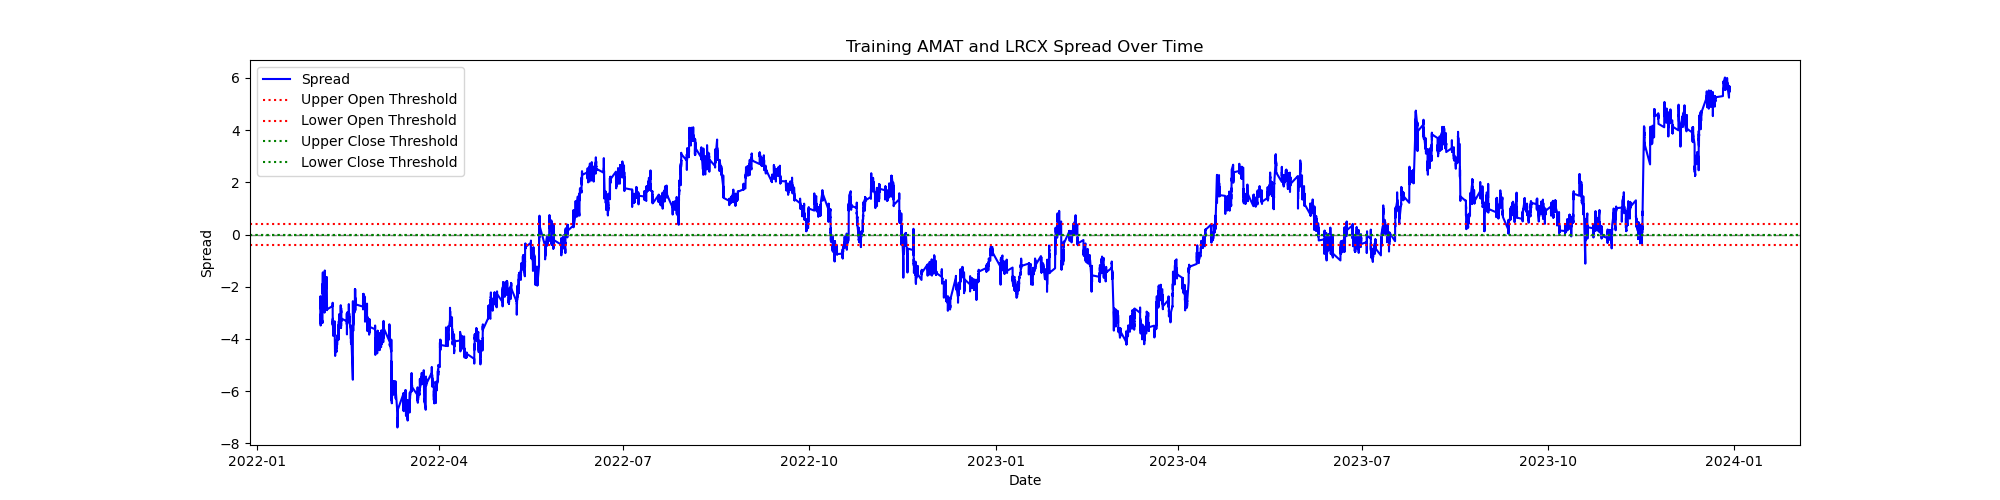 Training AMAT and LRCX Spread Over Time
Spread
Upper Open Threshold
Lower Open Threshold
Upper Close Threshold
Lower Close Threshold
6
4
2
0
−2
−4
−6
−8
Spread
2022-01 2022-04 2022-07 2022-10 2023-01 2023-04 2023-07 2023-10 2024-01
Date